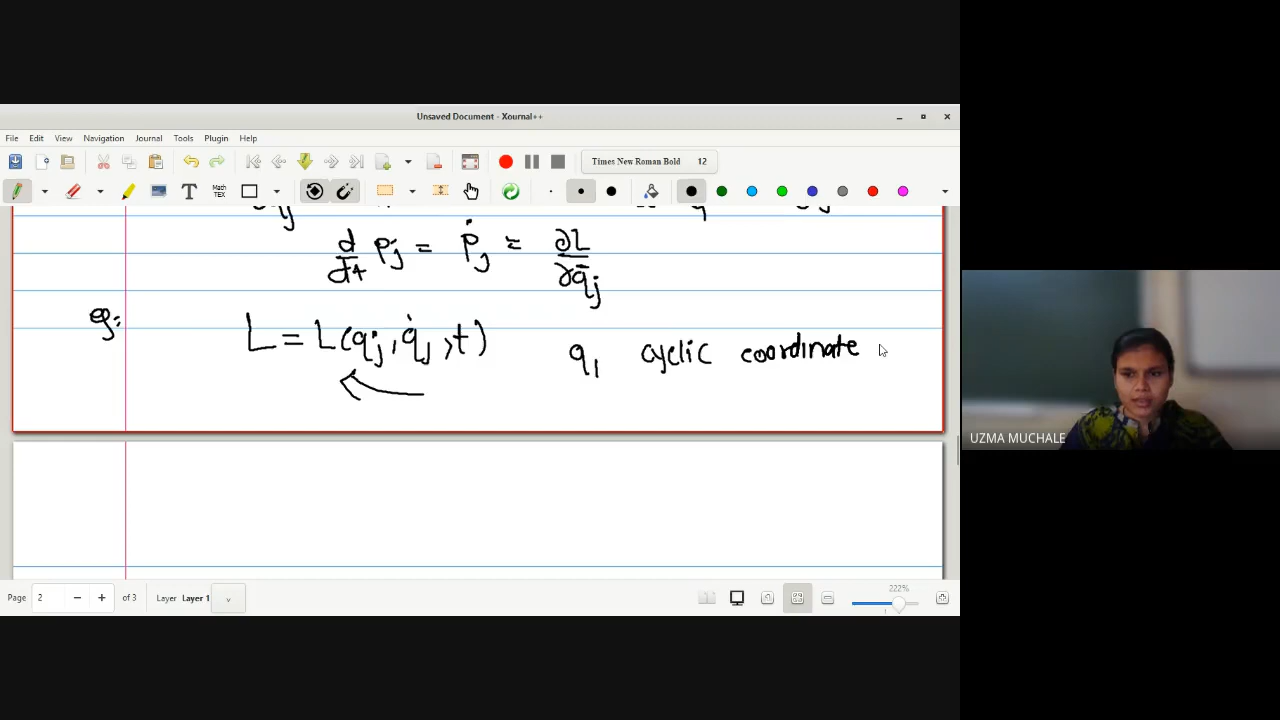 Unsaved Document - Xournal++
File Edit View Navigation Journal Tools Plugin Help
Times New Roman Bold 12
d/dt pj = ṗj = ∂L/∂qj
eg:
L = L(qj, q̇j, t)
q1 cyclic coordinate
UZMA MUCHALE
Page 2 of 3 Layer Layer 1
222%